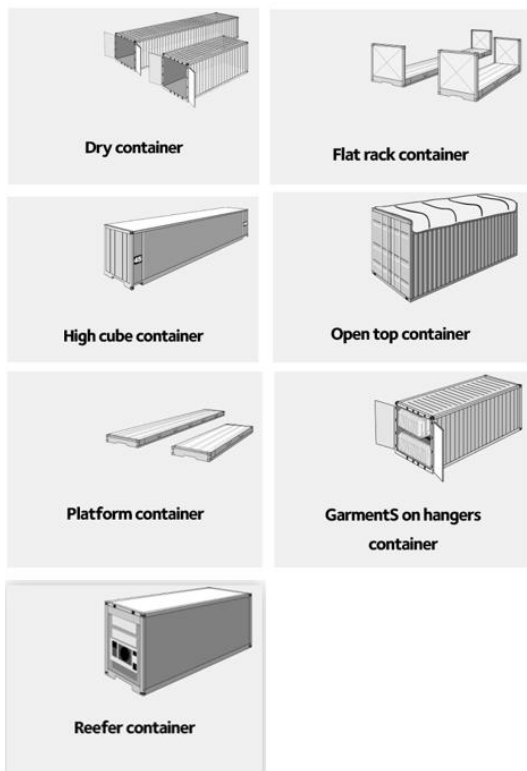 Dry container
Flat rack container
High cube container
Open top container
Platform container
GarmentS on hangers
container
Reefer container